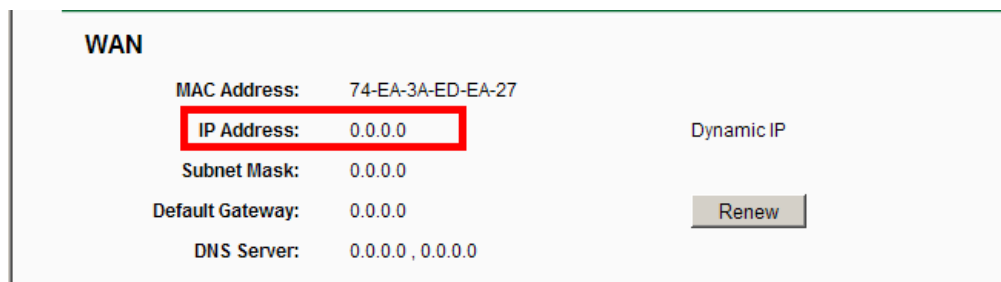 WAN
MAC Address: 74-EA-3A-ED-EA-27
IP Address: 0.0.0.0 Dynamic IP
Subnet Mask: 0.0.0.0
Default Gateway: 0.0.0.0 Renew
DNS Server: 0.0.0.0 , 0.0.0.0